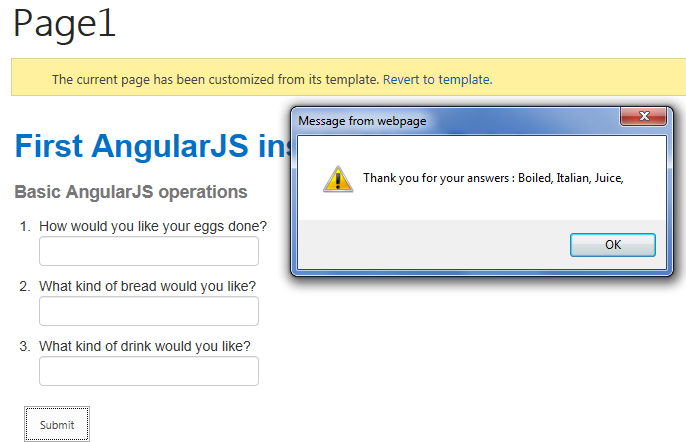 Page1
The current page has been customized from its template. Revert to template.
Message from webpage
First AngularJS ins
Thank you for your answers : Boiled, Italian, Juice,
OK
Basic AngularJS operations
1. How would you like your eggs done?
2. What kind of bread would you like?
3. What kind of drink would you like?
Submit